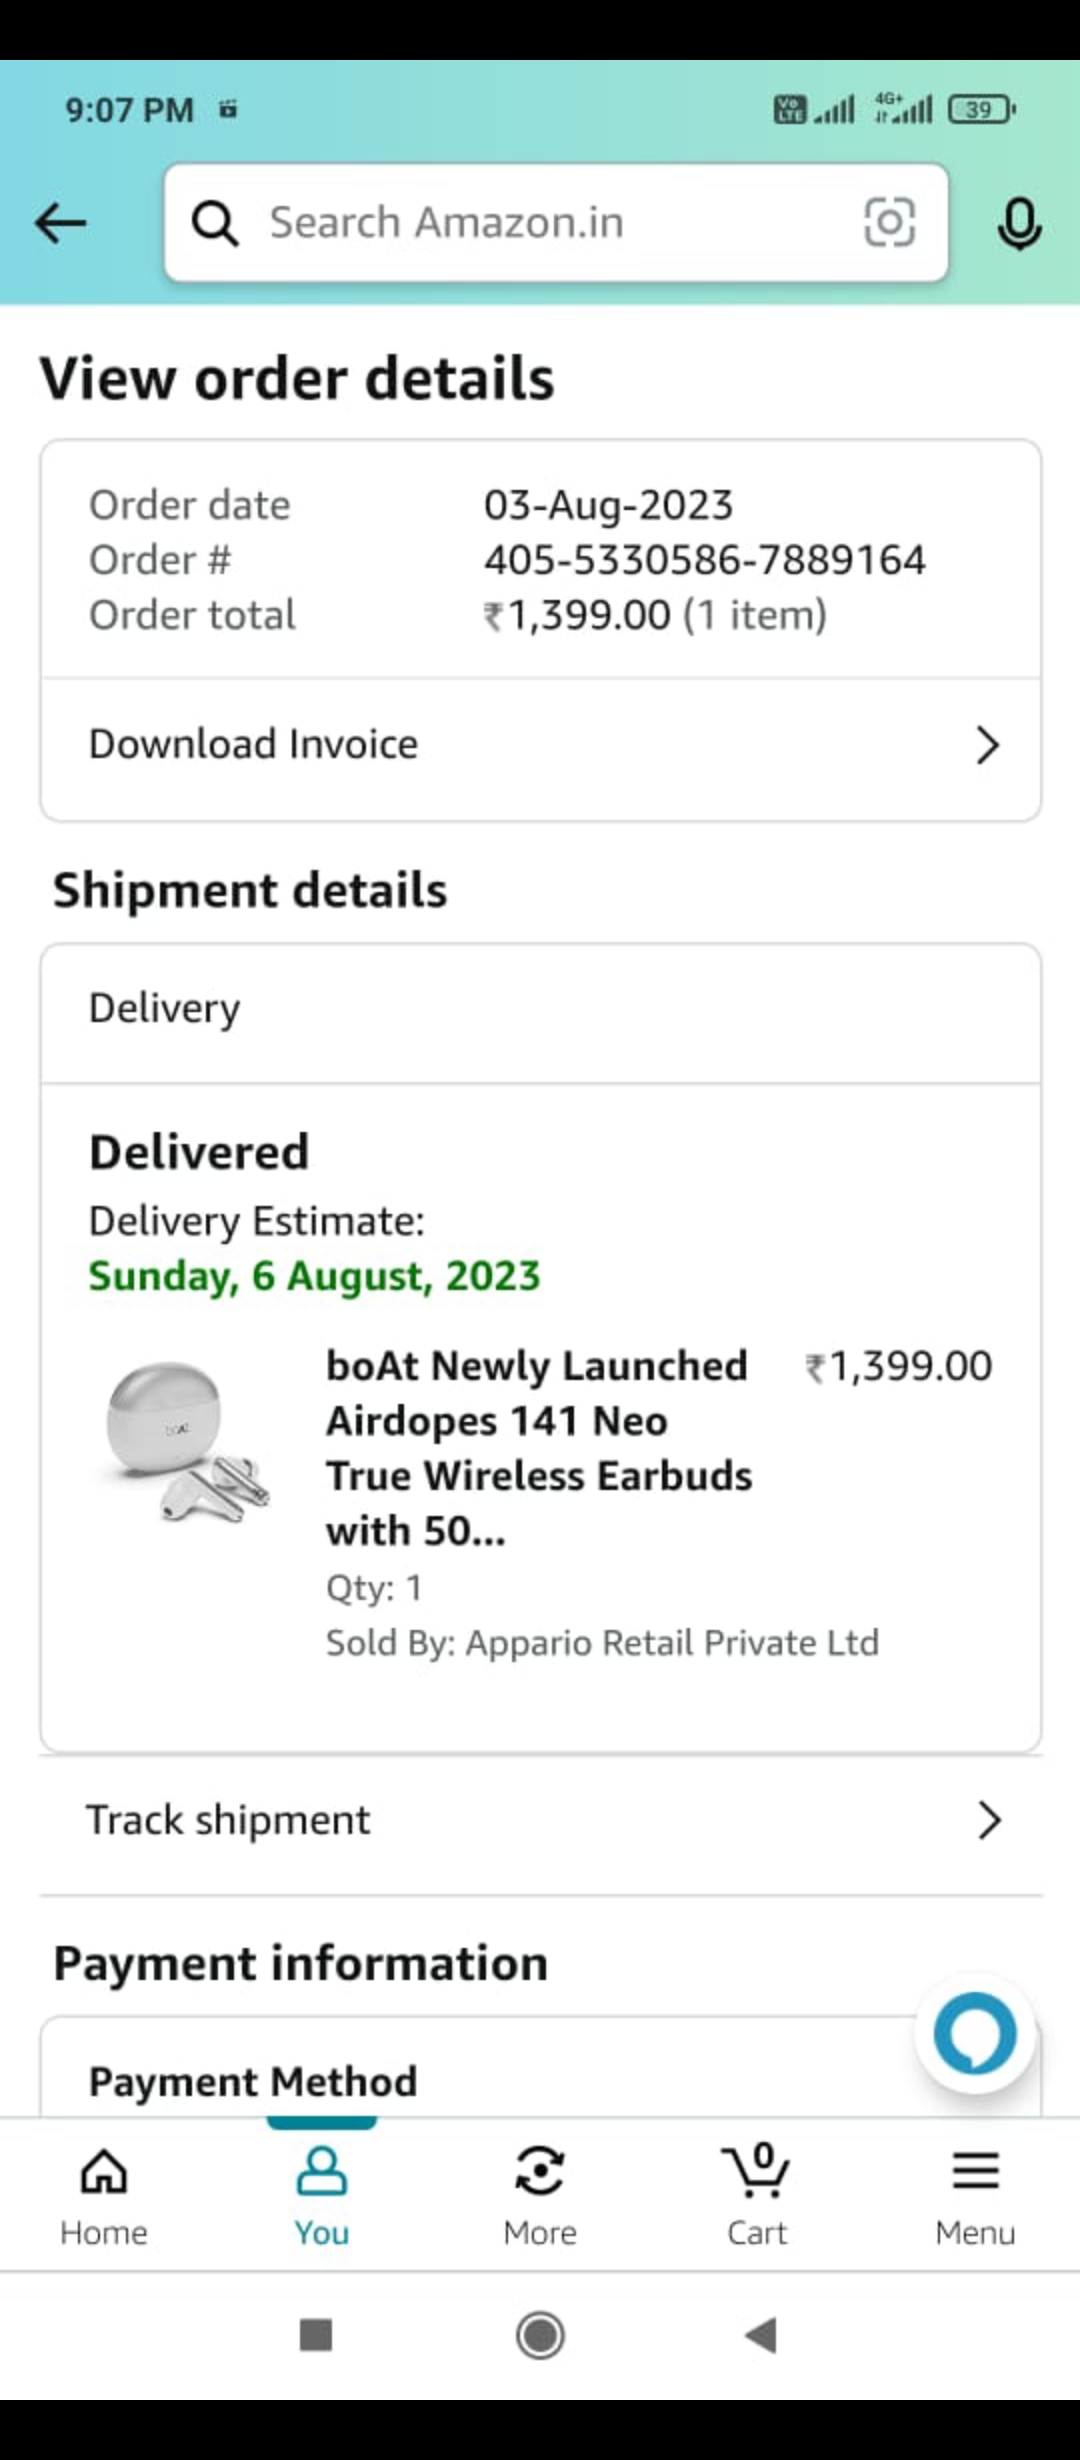 9:07 PM
Vo LTE
4G+
39
Search Amazon.in
View order details
Order date 03-Aug-2023
Order # 405-5330586-7889164
Order total ₹1,399.00 (1 item)
Download Invoice
Shipment details
Delivery
Delivered
Delivery Estimate:
Sunday, 6 August, 2023
boAt Newly Launched ₹1,399.00
Airdopes 141 Neo
True Wireless Earbuds
with 50...
boAt
Qty: 1
Sold By: Appario Retail Private Ltd
Track shipment
Payment information
Payment Method
0
Home You More Cart Menu